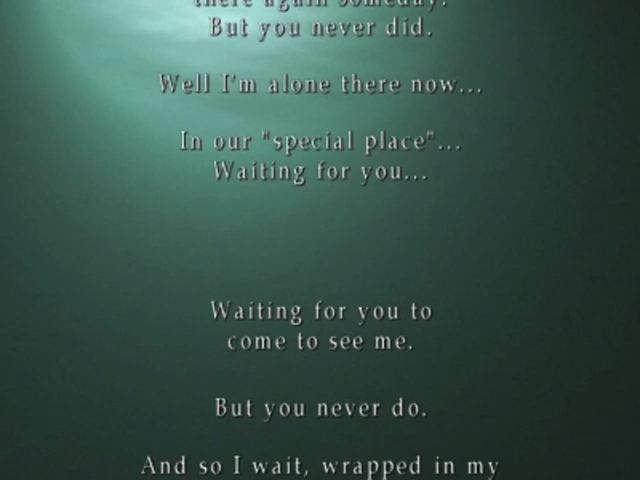 there again someday.
But you never did.
Well I'm alone there now...
In our "special place"...
Waiting for you...
Waiting for you to
come to see me.
But you never do.
And so I wait, wrapped in my